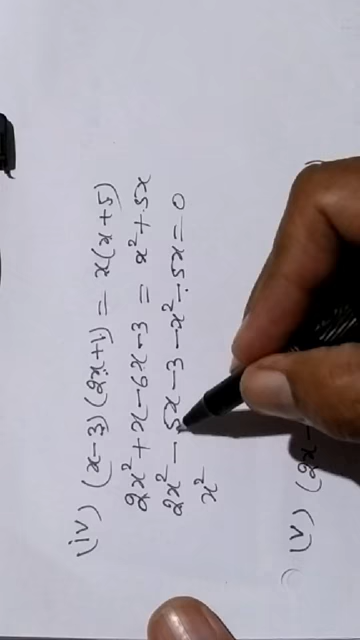 (iv) (x-3)(2x+1) = x(x+5)
2x²+x-6x-3 = x²+5x
2x²-5x-3-x²-5x=0
x²
(v) (2x-